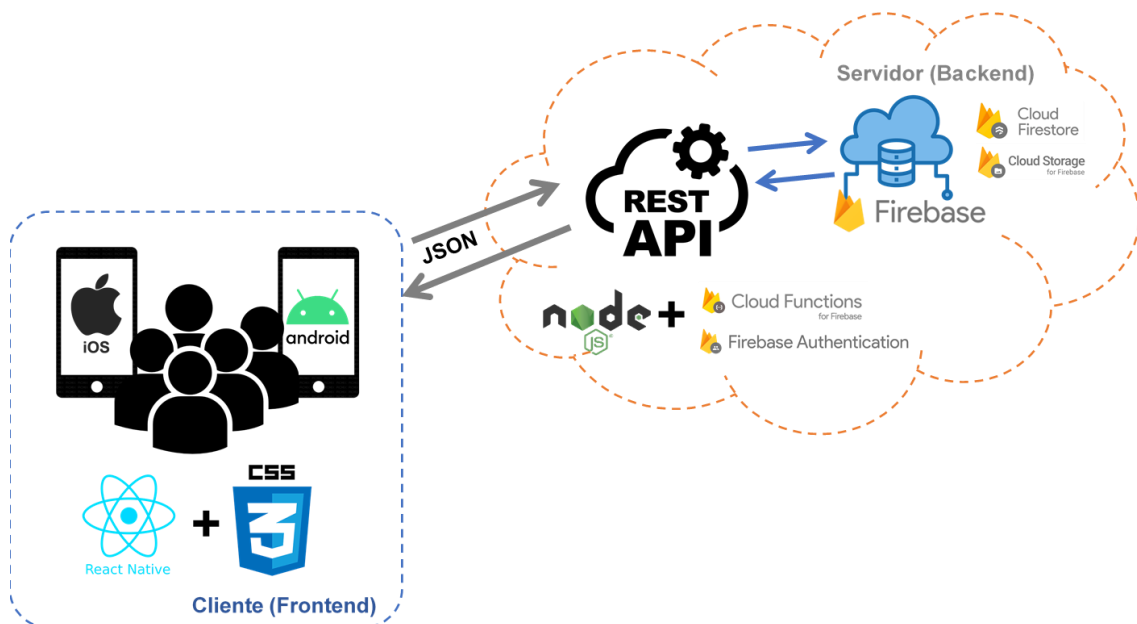 Servidor (Backend)
Cloud
Firestore
Cloud Storage
for Firebase
Firebase
REST
API
JSON
node
JS
+
Cloud Functions
for Firebase
Firebase Authentication
iOS
android
React Native
+
CSS
3
Cliente (Frontend)